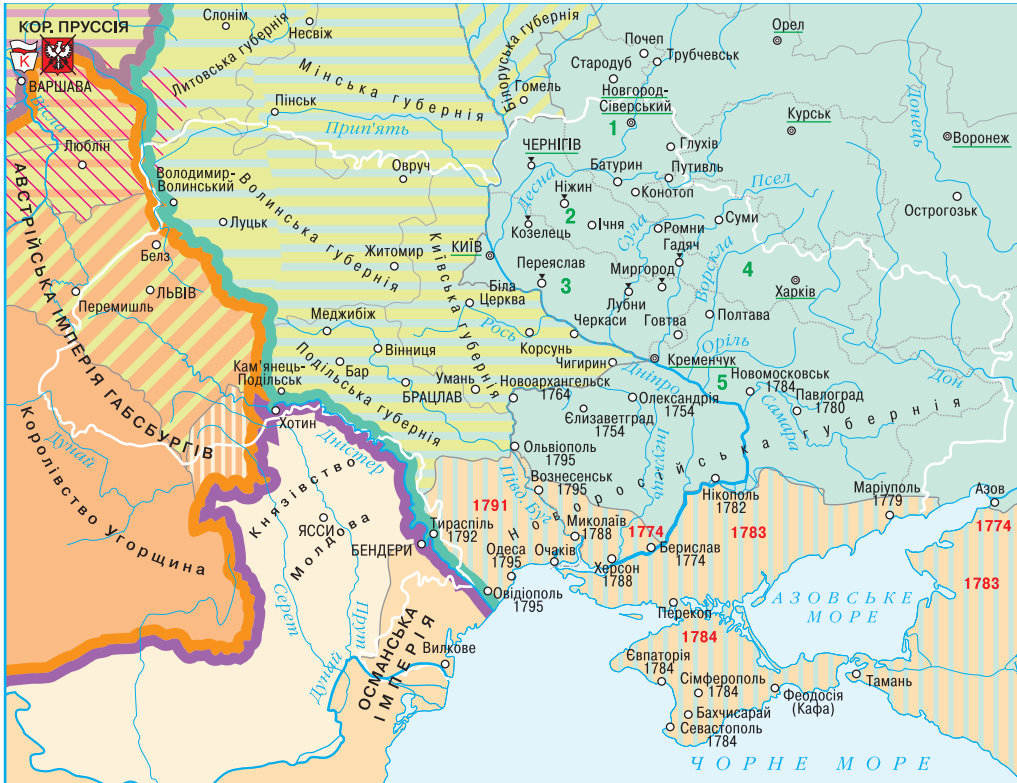 КОР. ПРУССІЯ
К
ВАРШАВА
Вісла
Люблін
Слонім
Несвіж
Литовська губернія
Мінська губернія
Білоруська губернія
Гомель
Пінськ
Прип'ять
Овруч
Володимир-
Волинський
Луцьк
Волинська губернія
Житомир
КИЇВ
Київська губернія
Біла
Церква
Рось
Корсунь
Белз
Перемишль
ЛЬВІВ
Меджибіж
Вінниця
Бар
БРАЦЛАВ
Умань
Кам'янець-
Подільськ
Подільська губернія
Хотин
АВСТРІЙСЬКА ІМПЕРІЯ ГАБСБУРГІВ
Королівство Угорщина
Дунай
Князівство
Молдова
ЯССИ
Дністер
Серет
Прут
Дунай
БЕНДЕРИ
Тираспіль
1792
ОСМАНСЬКА
ІМПЕРІЯ
Вилкове
Почеп
Трубчевськ
Стародуб
Новгород-
Сіверський
1
Орел
Курськ
Донець
Воронеж
Острогозьк
ЧЕРНІГІВ
Десна
Глухів
Батурин
Путивль
Конотоп
Ніжин
2
Ічня
Козелець
Псел
Суми
Ромни
Сула
Гадяч
Ворскла
4
Харків
Переяслав
3
Миргород
Лубни
Говтва
Полтава
Черкаси
Чигирин
Кременчук
Оріль
Дон
5
Новомосковськ
1784
Павлоград
1780
Самара
Дніпро
Новоархангельск
1764
Єлизаветград
1754
Олександрія
1754
Інгулець
Новоросійська губернія
Ольвіополь
1795
Півд. Буг
Вознесенськ
1795
1791
Миколаїв
1788
1774
Нікополь
1782
1783
Берислав
1774
Херсон
1788
Очаків
Одеса
1795
Овідіополь
1795
Маріуполь
1779
Азов
1774
1783
АЗОВСЬКЕ
МОРЕ
Перекоп
1784
Євпаторія
1784
Сімферополь
1784
Бахчисарай
Севастополь
1784
Феодосія
(Кафа)
Тамань
ЧОРНЕ МОРЕ